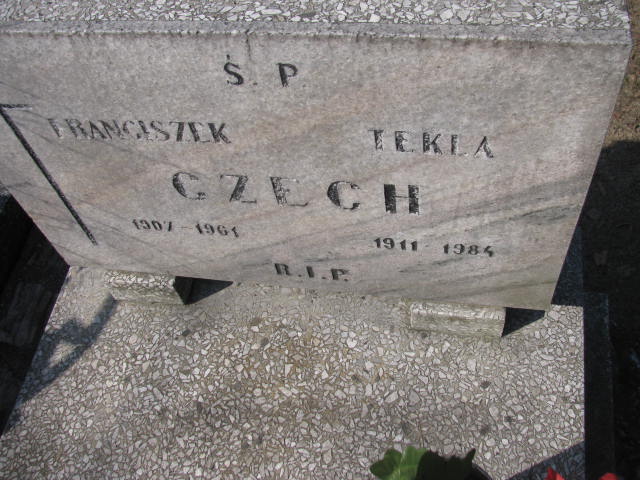 Ś. P.
FRANCISZEK TEKLA
CZECH
1907-1961 1911-1984
R.I.P.